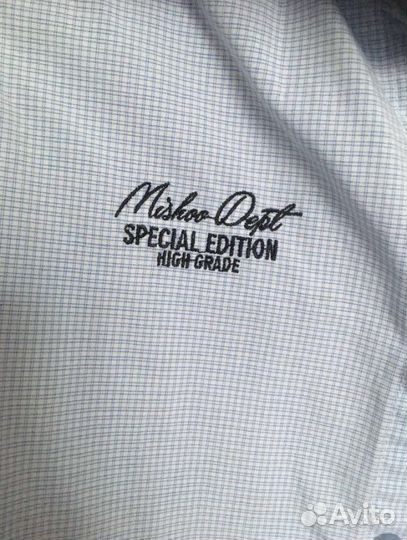 Mishoo Dept
SPECIAL EDITION
HIGH GRADE
Avito